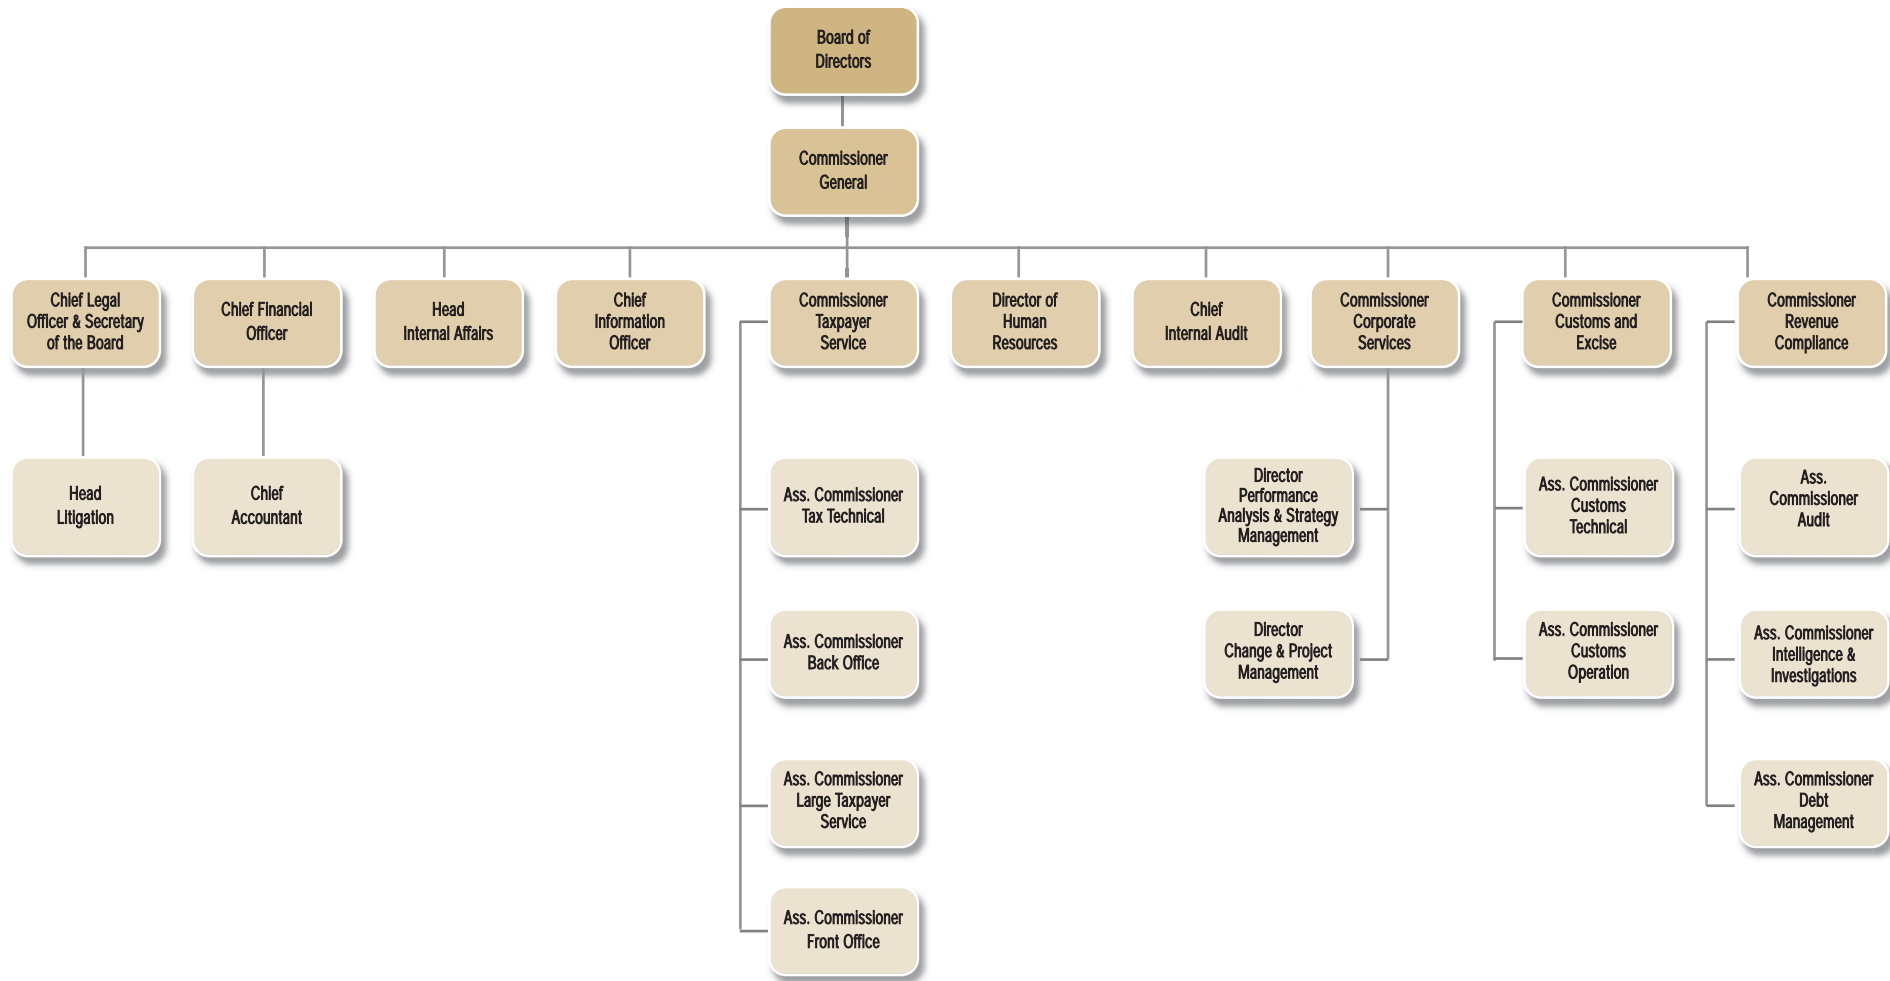 Board of
Directors
Commissioner
General
Chief Legal
Officer & Secretary
of the Board
Chief Financial
Officer
Head
Internal Affairs
Chief
Information
Officer
Commissioner
Taxpayer
Service
Director of
Human
Resources
Chief
Internal Audit
Commissioner
Corporate
Services
Commissioner
Customs and
Excise
Commissioner
Revenue
Compliance
Head
Litigation
Chief
Accountant
Ass. Commissioner
Tax Technical
Director
Performance
Analysis & Strategy
Management
Ass. Commissioner
Customs
Technical
Ass.
Commissioner
Audit
Ass. Commissioner
Back Office
Director
Change & Project
Management
Ass. Commissioner
Customs
Operation
Ass. Commissioner
Intelligence &
Investigations
Ass. Commissioner
Large Taxpayer
Service
Ass. Commissioner
Debt
Management
Ass. Commissioner
Front Office